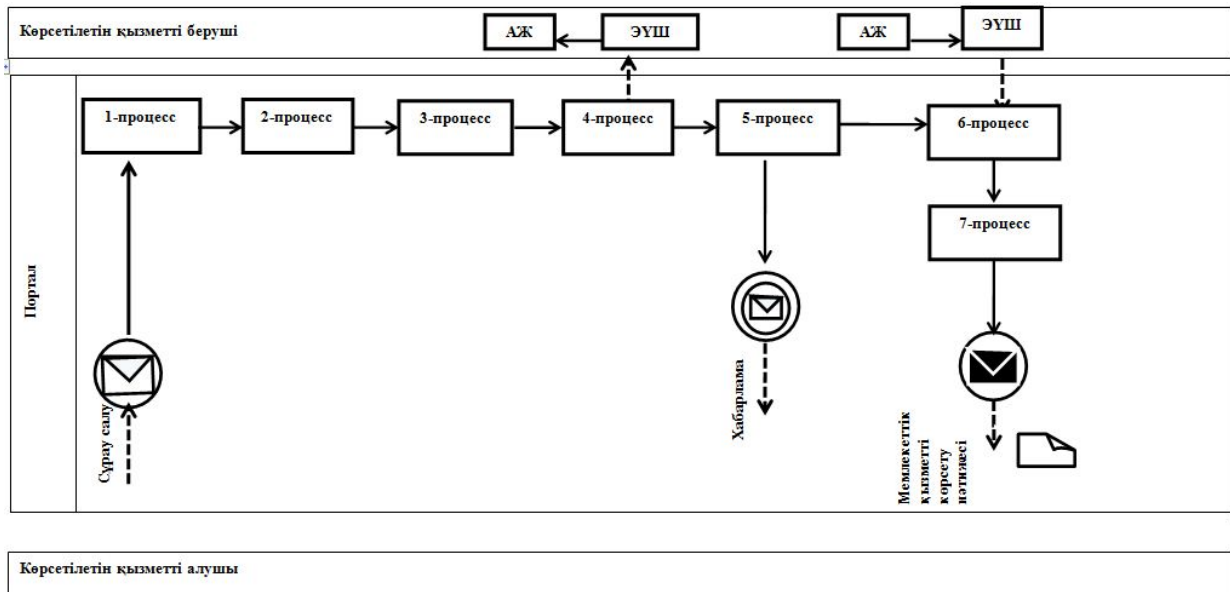 Көрсетілетін қызметті беруші
АЖ
ЭҮШ
АЖ
ЭҮШ
Портал
1-процесс
2-процесс
3-процесс
4-процесс
5-процесс
6-процесс
7-процесс
Сұрау салу
Хабарлама
Мемлекеттік
қызметті
көрсету
нәтижесі
Көрсетілетін қызметті алушы